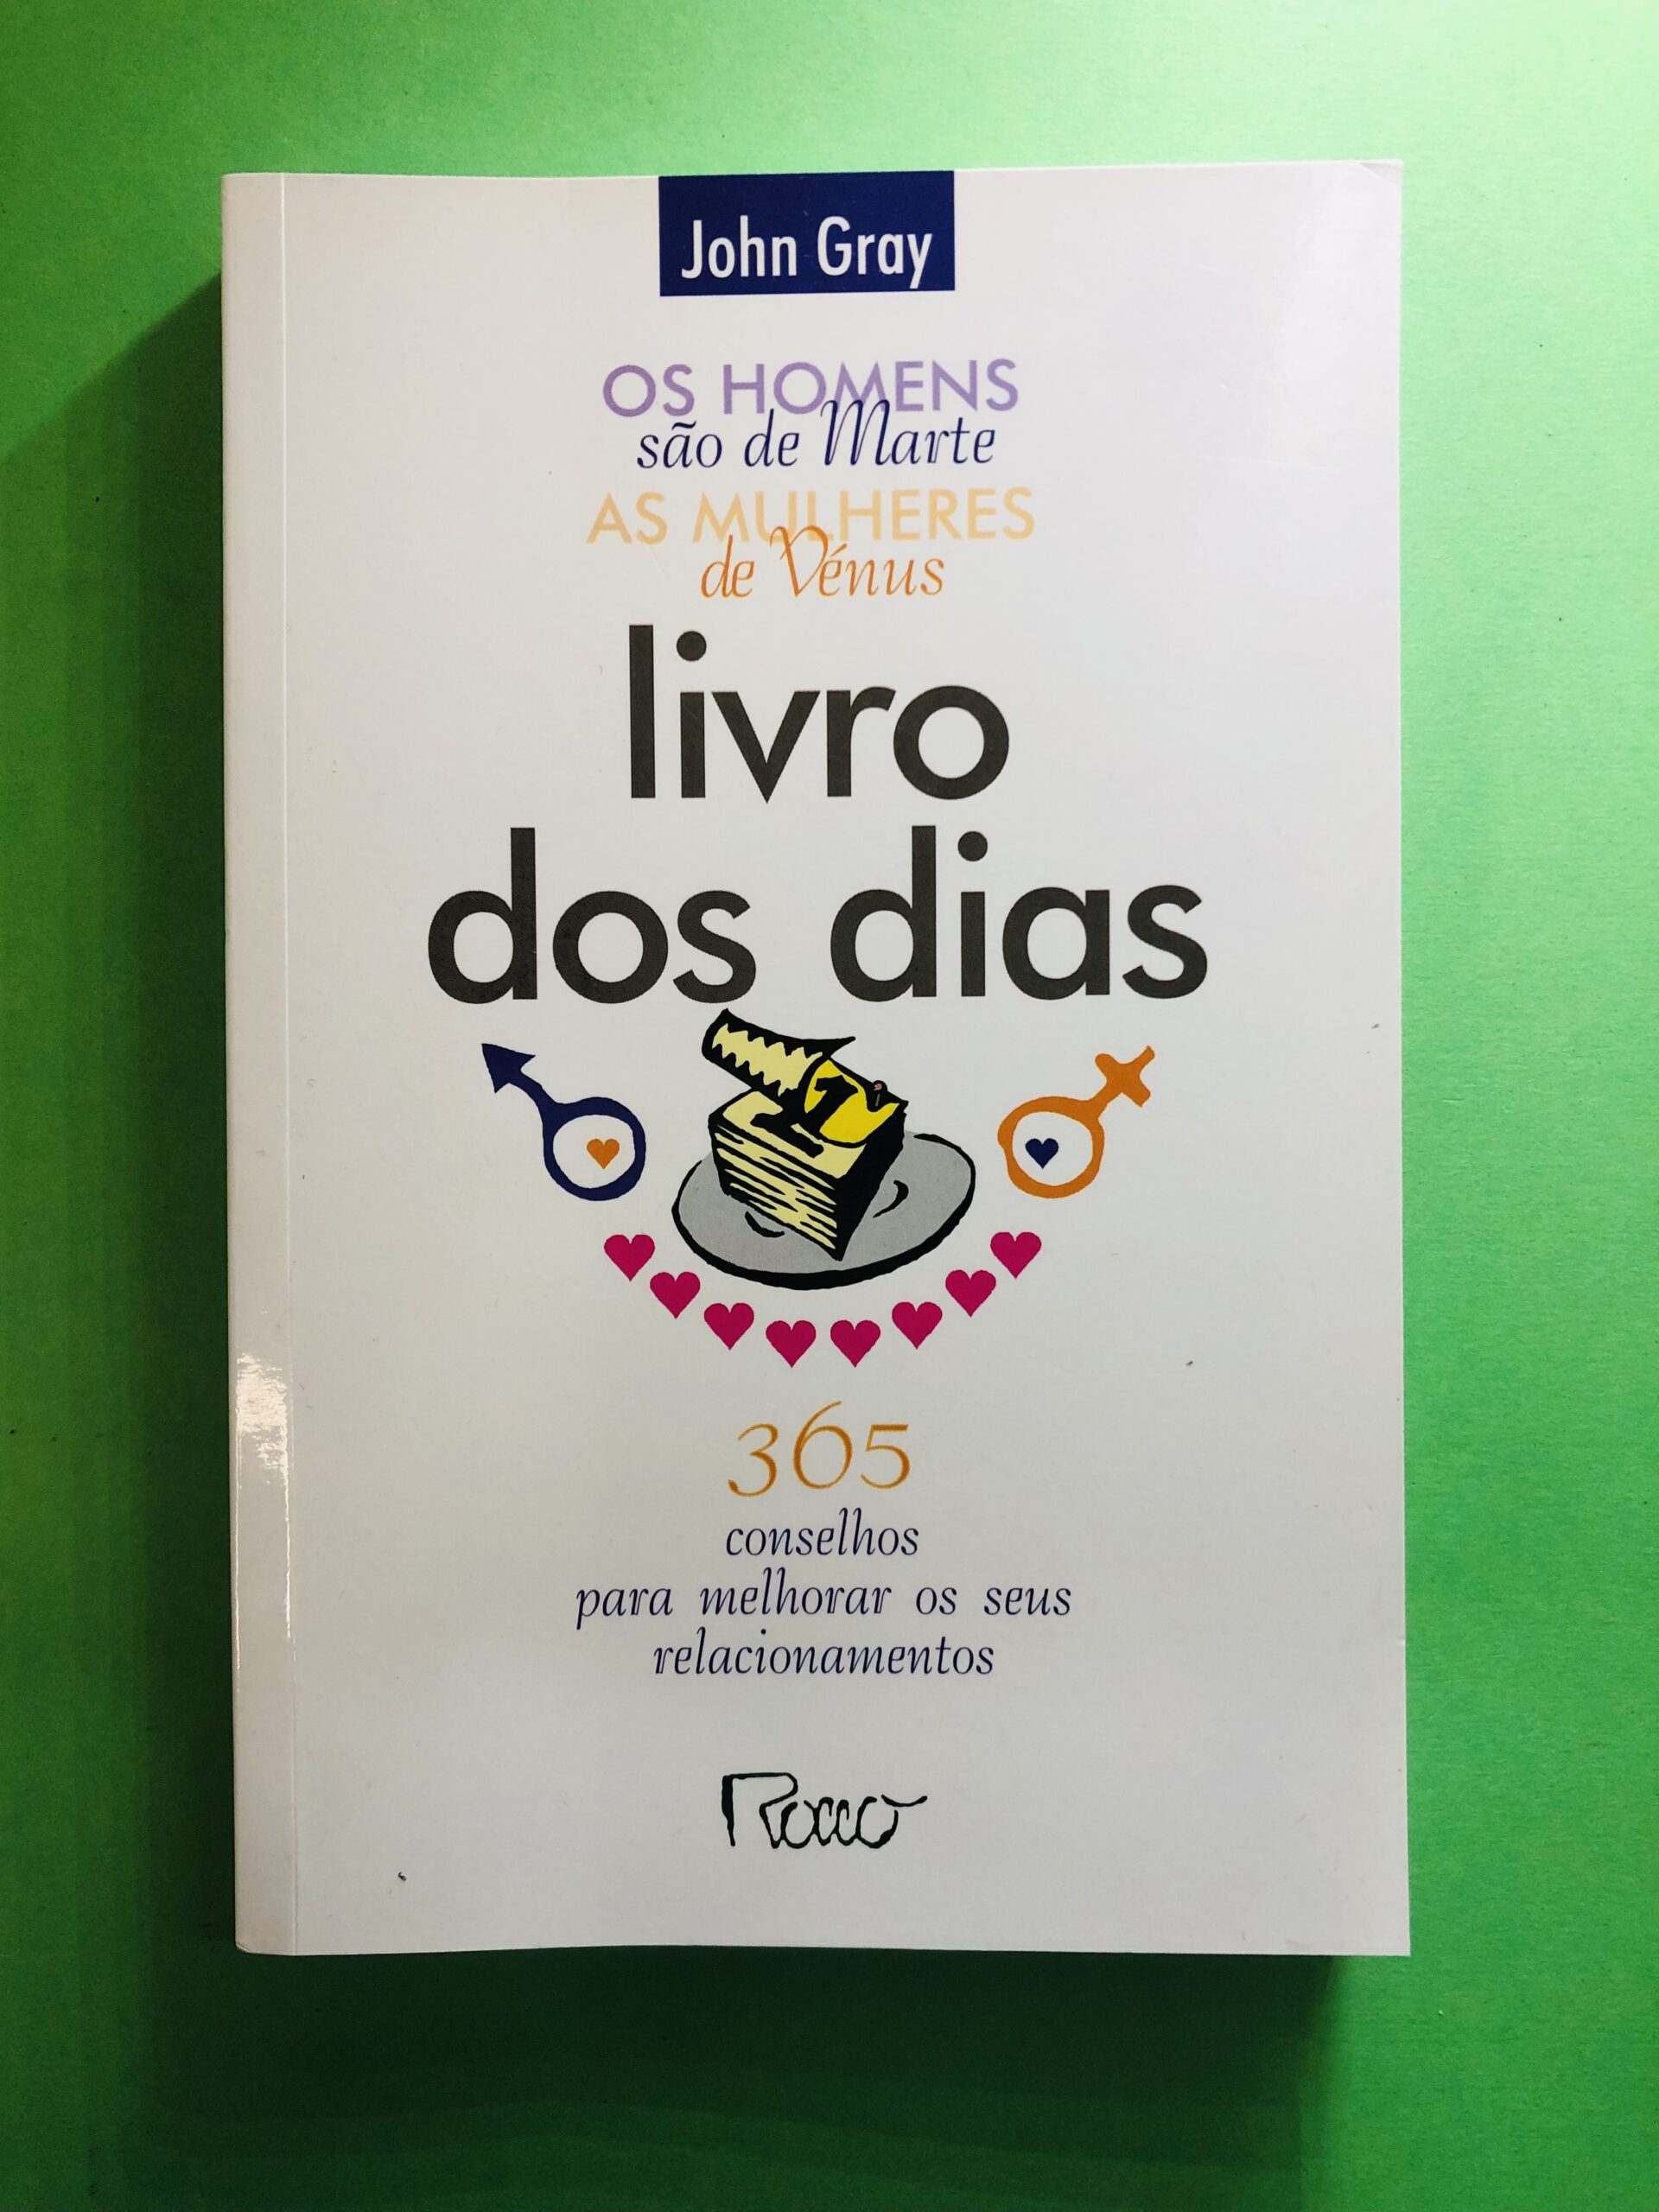 John Gray
OS HOMENS
são de Marte
AS MULHERES
de Vénus
livro
dos dias
1
365
conselhos
para melhorar os seus
relacionamentos
Rocco